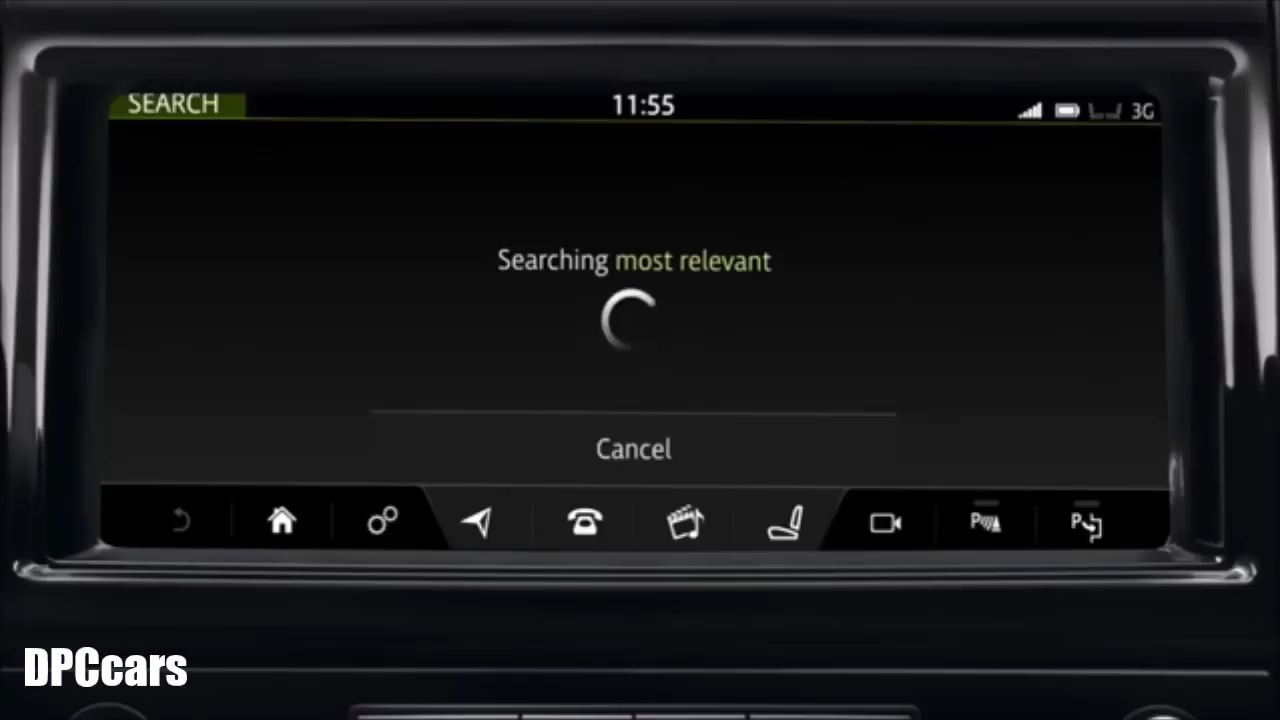 SEARCH
11:55
3G
Searching most relevant
Cancel
P
P
DPCcars